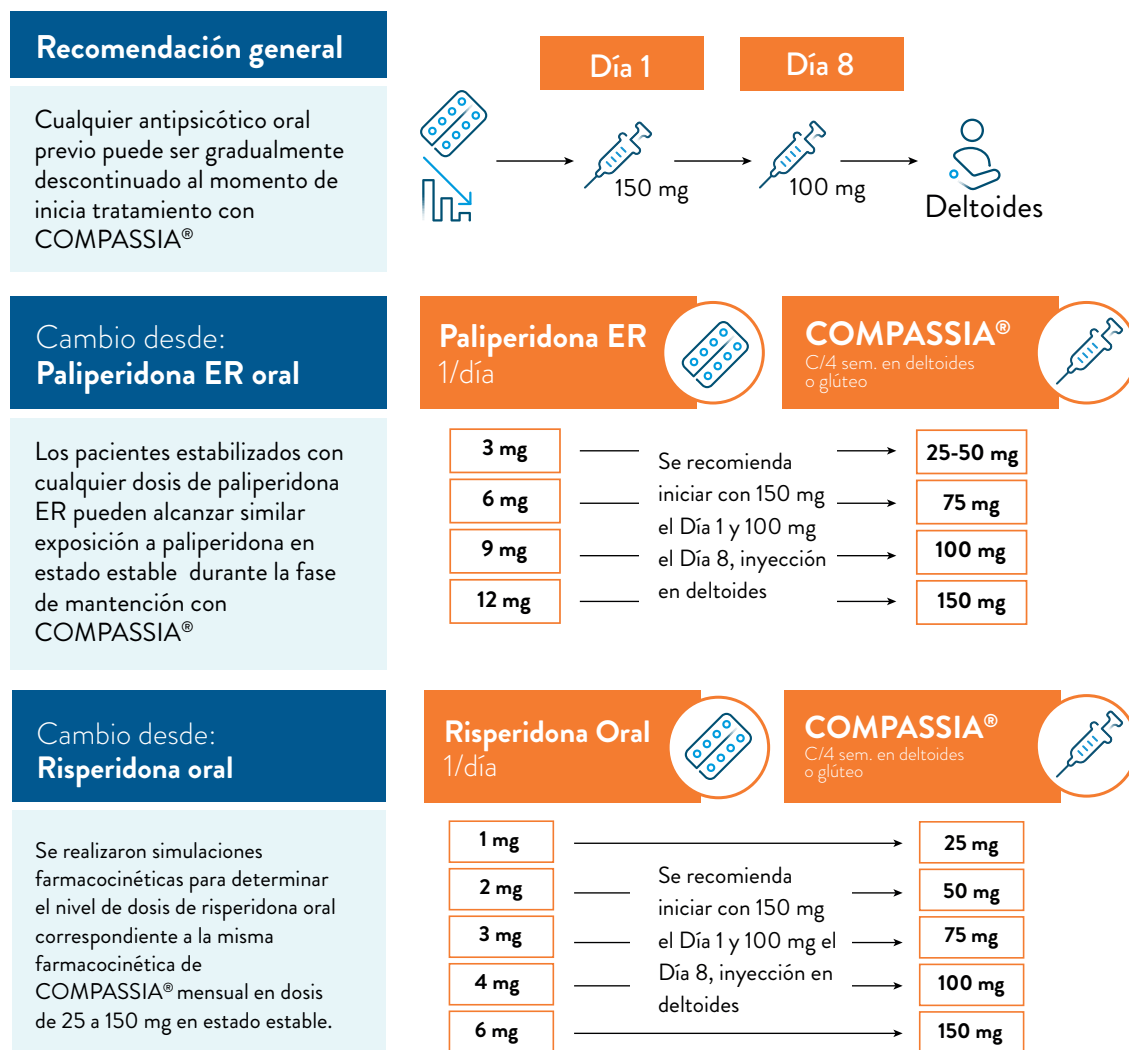 Recomendación general
Cualquier antipsicótico oral
previo puede ser gradualmente
descontinuado al momento de
inicia tratamiento con
COMPASSIA®
Día 1
Día 8
150 mg
100 mg
Deltoides
Cambio desde:
Paliperidona ER oral
Los pacientes estabilizados con
cualquier dosis de paliperidona
ER pueden alcanzar similar
exposición a paliperidona en
estado estable durante la fase
de mantención con
COMPASSIA®
Paliperidona ER
1/día
COMPASSIA®
C/4 sem. en deltoides
o glúteo
3 mg
6 mg
9 mg
12 mg
Se recomienda
iniciar con 150 mg
el Día 1 y 100 mg
el Día 8, inyección
en deltoides
25-50 mg
75 mg
100 mg
150 mg
Cambio desde:
Risperidona oral
Se realizaron simulaciones
farmacocinéticas para determinar
el nivel de dosis de risperidona oral
correspondiente a la misma
farmacocinética de
COMPASSIA® mensual en dosis
de 25 a 150 mg en estado estable.
Risperidona Oral
1/día
COMPASSIA®
C/4 sem. en deltoides
o glúteo
1 mg
2 mg
3 mg
4 mg
6 mg
Se recomienda
iniciar con 150 mg
el Día 1 y 100 mg el
Día 8, inyección en
deltoides
25 mg
50 mg
75 mg
100 mg
150 mg